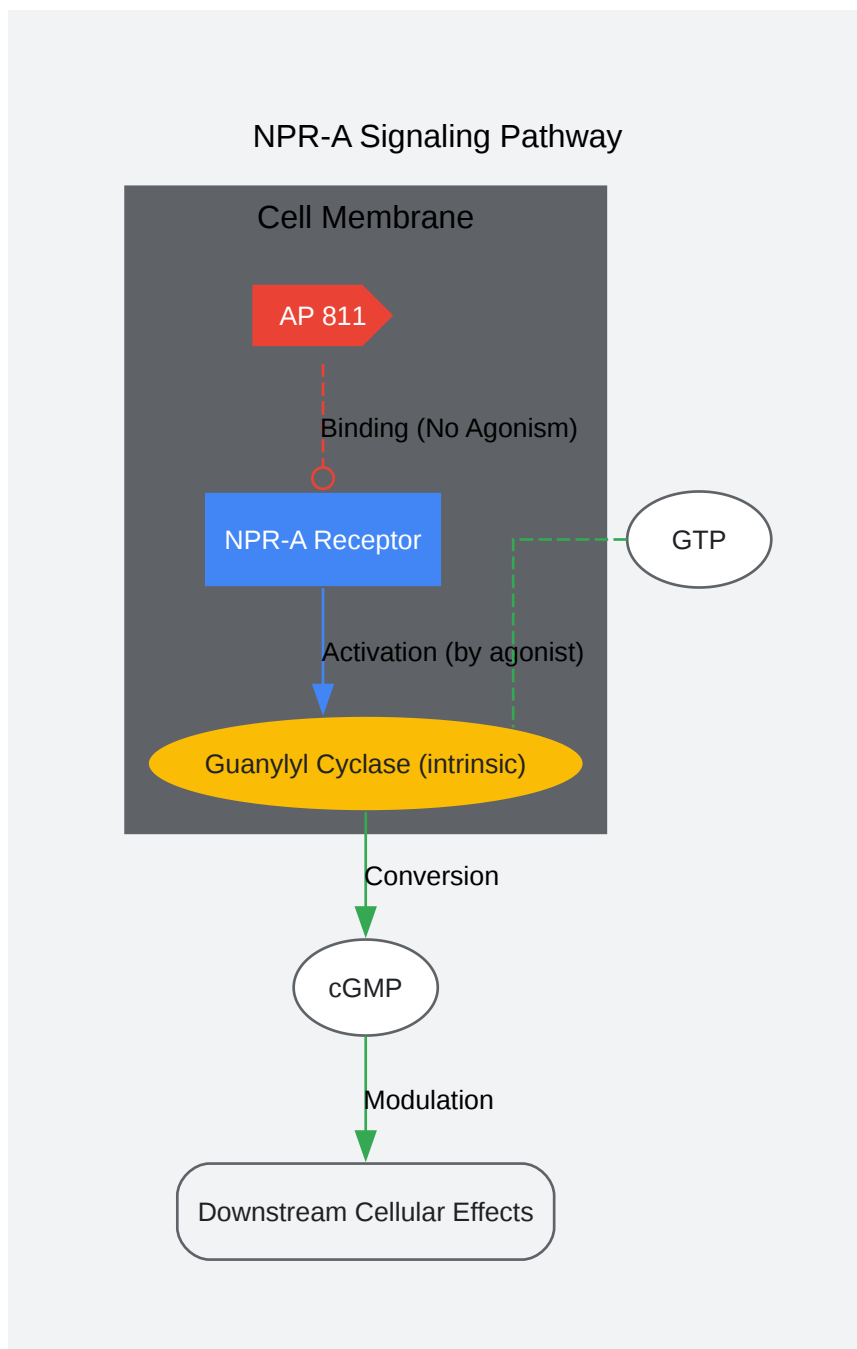 NPR-A Signaling Pathway
Cell Membrane
AP 811
Binding (No Agonism)
NPR-A Receptor
GTP
Activation (by agonist)
Guanylyl Cyclase (intrinsic)
Conversion
cGMP
Modulation
Downstream Cellular Effects